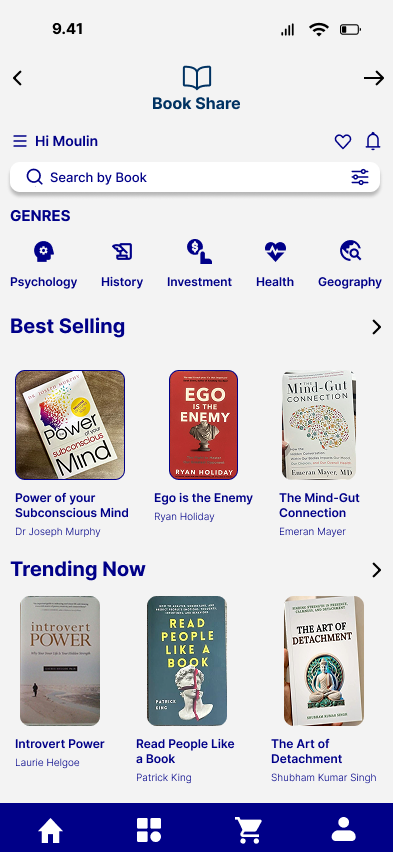 9.41
Book Share
Hi Moulin
Search by Book
GENRES
Psychology
History
Investment
Health
Geography
Best Selling
DR JOSEPH MURPHY
Power
of your
subconscious
Mind
EGO
IS THE
ENEMY
RYAN HOLIDAY
THE
Mind-Gut
CONNECTION
Emeran Mayer, MD
Power of your
Subconscious Mind
Dr Joseph Murphy
Ego is the Enemy
Ryan Holiday
The Mind-Gut
Connection
Emeran Mayer
Trending Now
introvert
POWER
READ
PEOPLE
LIKE A
BOOK
PATRICK
KING
THE ART OF
DETACHMENT
SHUBHAM KUMAR SINGH
Introvert Power
Laurie Helgoe
Read People Like
a Book
Patrick King
The Art of
Detachment
Shubham Kumar Singh